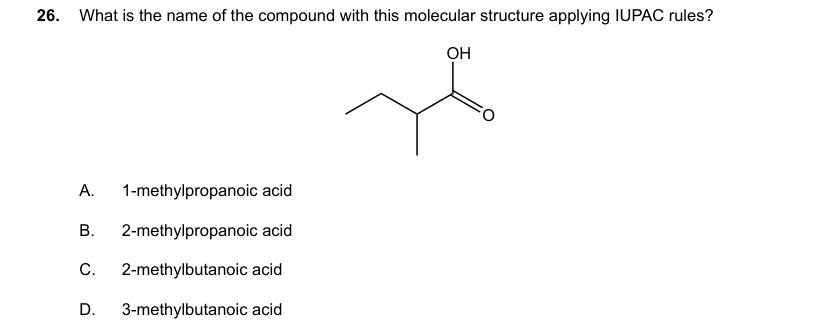 26. What is the name of the compound with this molecular structure applying IUPAC rules?
OH
O
A. 1-methylpropanoic acid
B. 2-methylpropanoic acid
C. 2-methylbutanoic acid
D. 3-methylbutanoic acid